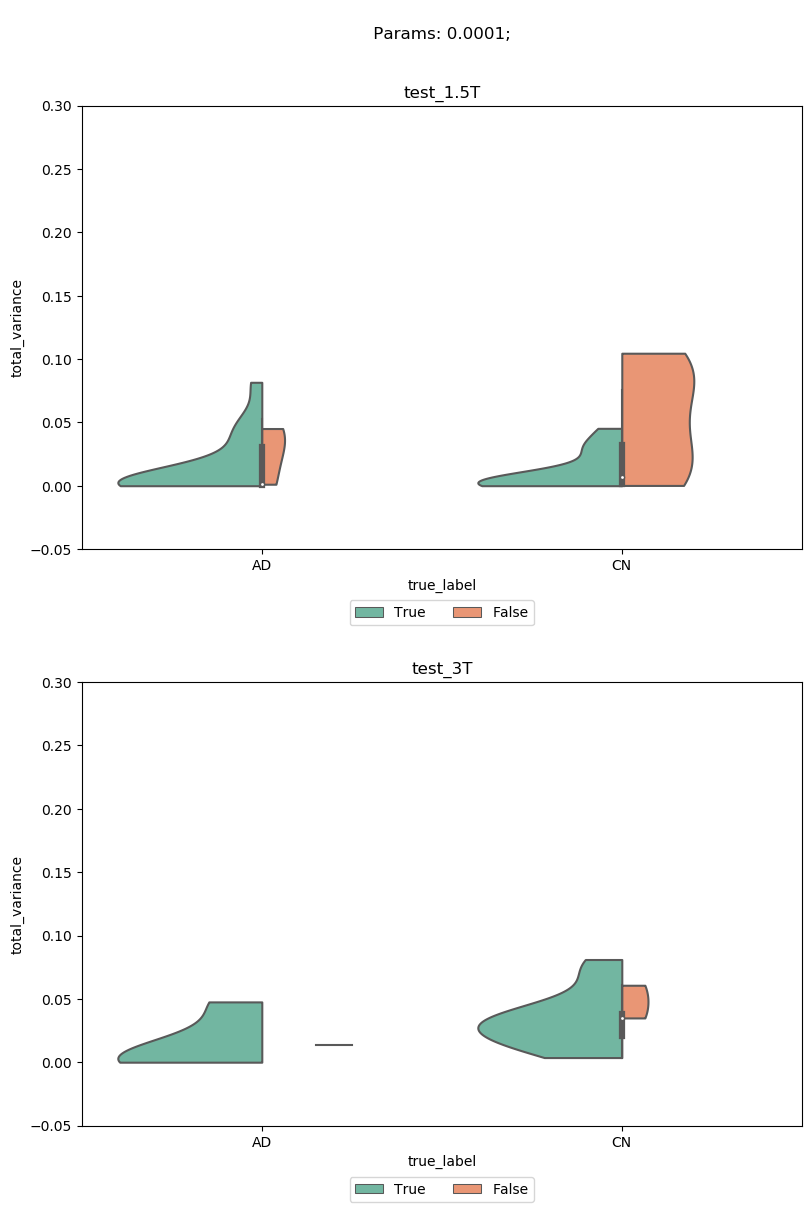 Params: 0.0001;
test_1.5T
0.30
0.25
0.20
0.15
0.10
0.05
0.00
−0.05
total_variance
AD CN
true_label
True False
test_3T
0.30
0.25
0.20
0.15
0.10
0.05
0.00
−0.05
total_variance
AD CN
true_label
True False